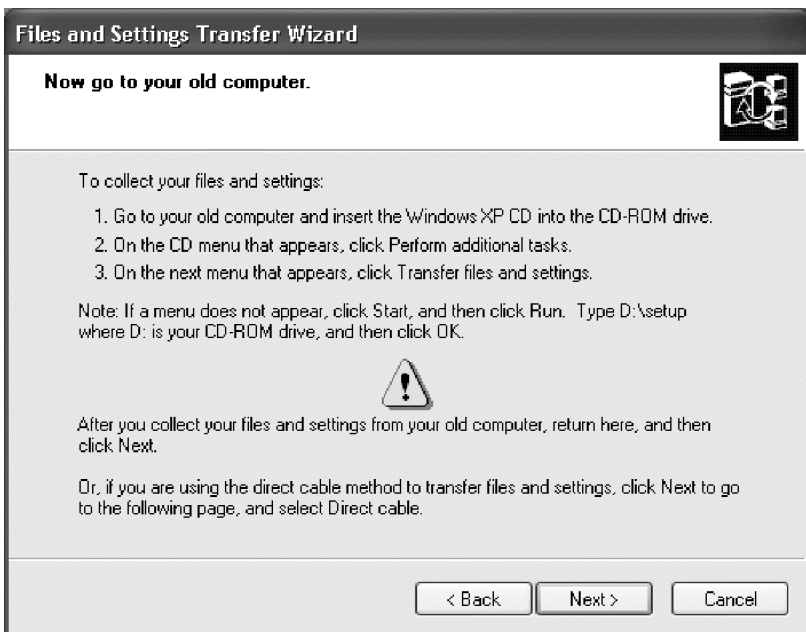 Files and Settings Transfer Wizard
Now go to your old computer.
To collect your files and settings:
1. Go to your old computer and insert the Windows XP CD into the CD-ROM drive.
2. On the CD menu that appears, click Perform additional tasks.
3. On the next menu that appears, click Transfer files and settings.
Note: If a menu does not appear, click Start, and then click Run. Type D:\setup
where D: is your CD-ROM drive, and then click OK.
After you collect your files and settings from your old computer, return here, and then
click Next.
Or, if you are using the direct cable method to transfer files and settings, click Next to go
to the following page, and select Direct cable.
< Back Next > Cancel